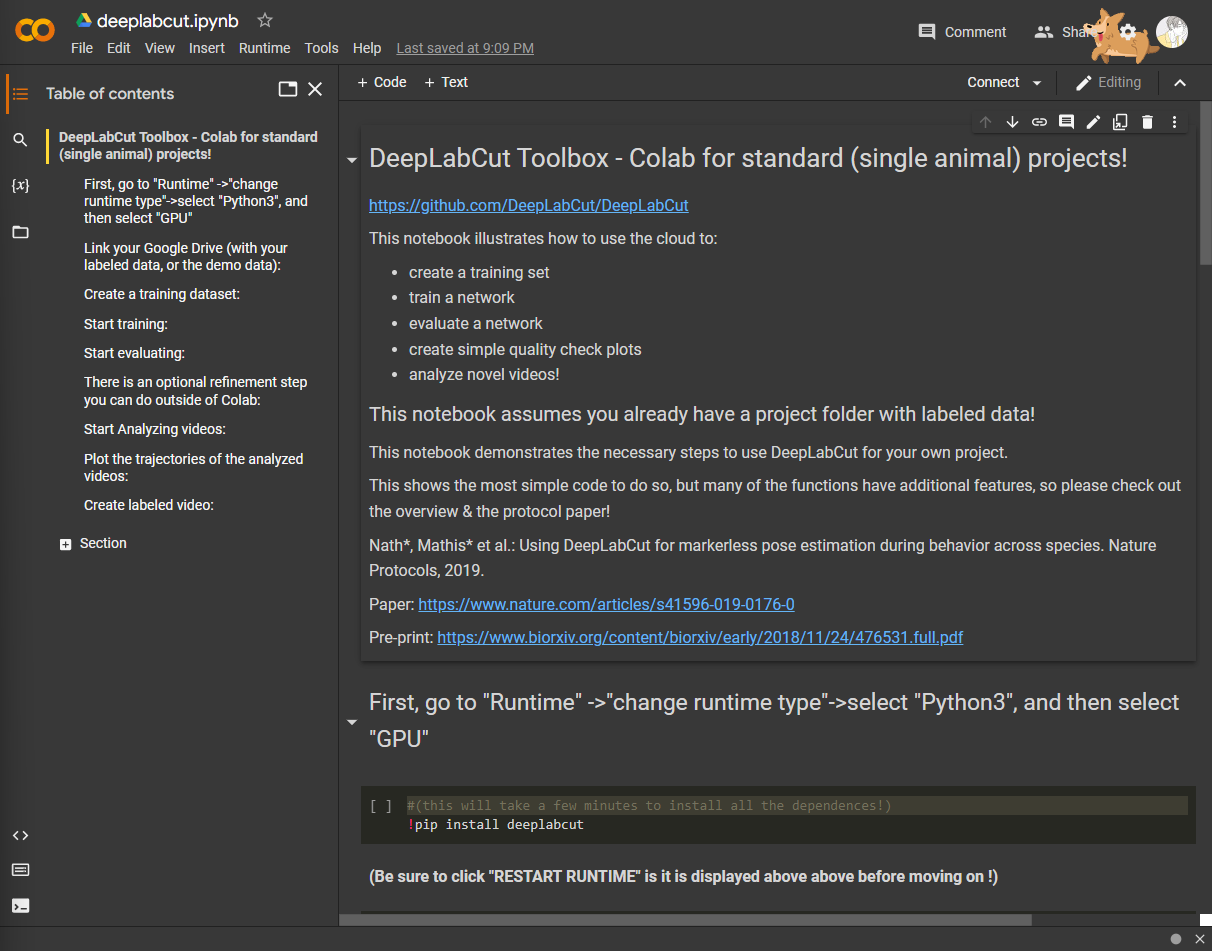 deeplabcut.ipynb
File Edit View Insert Runtime Tools Help Last saved at 9:09 PM
Comment
Table of contents
+ Code + Text
Connect
Editing
DeepLabCut Toolbox - Colab for standard
(single animal) projects!
First, go to "Runtime" ->"change
runtime type"->select "Python3", and
then select "GPU"
Link your Google Drive (with your
labeled data, or the demo data):
Create a training dataset:
Start training:
Start evaluating:
There is an optional refinement step
you can do outside of Colab:
Start Analyzing videos:
Plot the trajectories of the analyzed
videos:
Create labeled video:
Section
DeepLabCut Toolbox - Colab for standard (single animal) projects!
https://github.com/DeepLabCut/DeepLabCut
This notebook illustrates how to use the cloud to:
• create a training set
• train a network
• evaluate a network
• create simple quality check plots
• analyze novel videos!
This notebook assumes you already have a project folder with labeled data!
This notebook demonstrates the necessary steps to use DeepLabCut for your own project.
This shows the most simple code to do so, but many of the functions have additional features, so please check out
the overview & the protocol paper!
Nath*, Mathis* et al.: Using DeepLabCut for markerless pose estimation during behavior across species. Nature
Protocols, 2019.
Paper: https://www.nature.com/articles/s41596-019-0176-0
Pre-print: https://www.biorxiv.org/content/biorxiv/early/2018/11/24/476531.full.pdf
First, go to "Runtime" ->"change runtime type"->select "Python3", and then select
"GPU"
[ ] #(this will take a few minutes to install all the dependences!)
!pip install deeplabcut
(Be sure to click "RESTART RUNTIME" is it is displayed above above before moving on !)